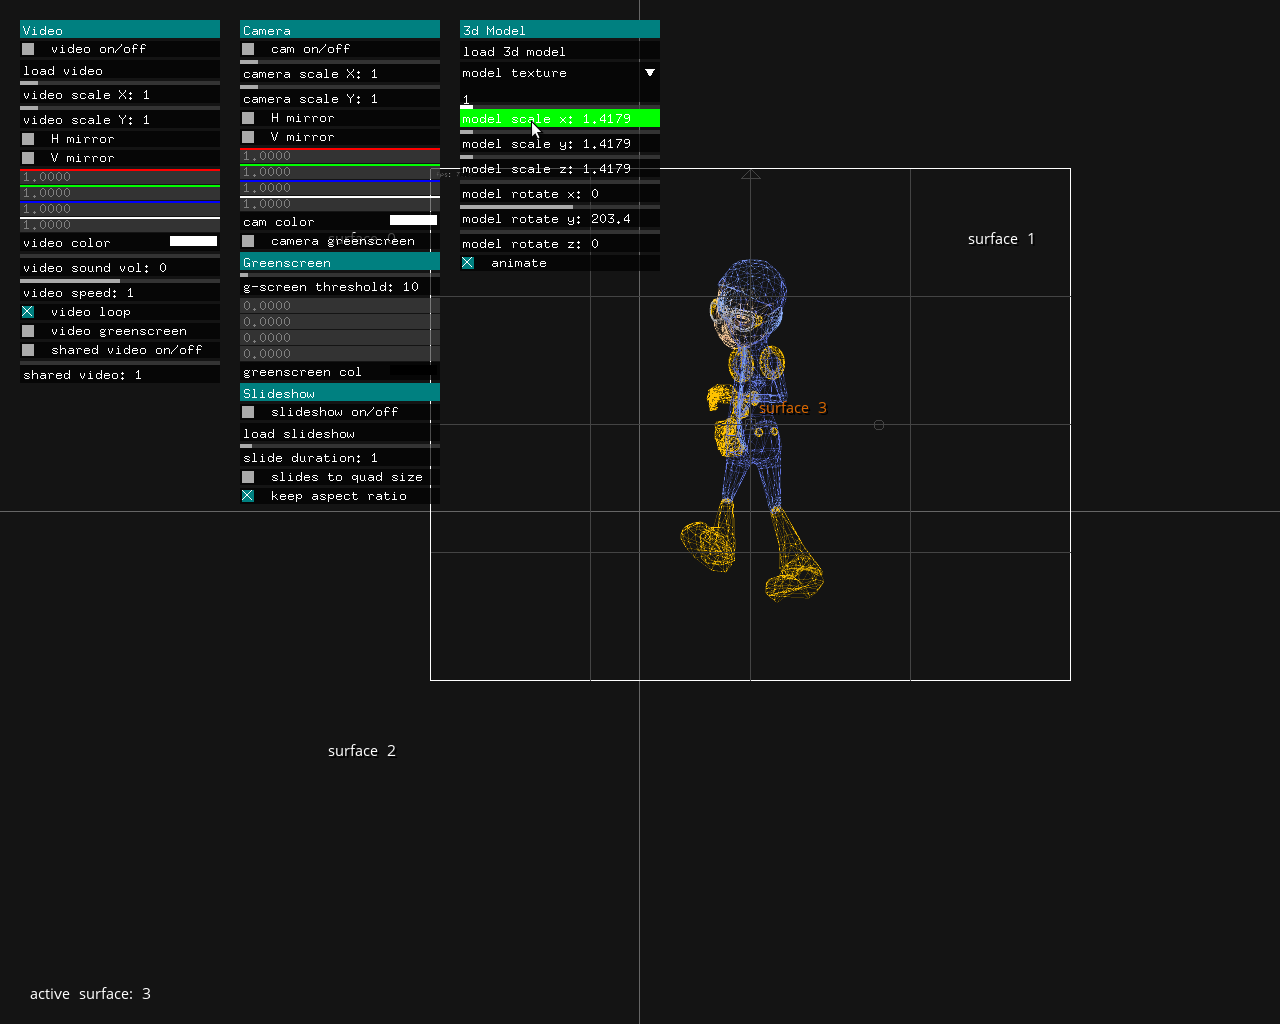 Video
video on/off
load video
video scale X: 1
video scale Y: 1
H mirror
V mirror
1.0000
1.0000
1.0000
1.0000
video color
video sound vol: 0
video speed: 1
video loop
video greenscreen
shared video on/off
shared video: 1
Camera
cam on/off
camera scale X: 1
camera scale Y: 1
H mirror
V mirror
1.0000
1.0000
1.0000
1.0000
cam color
surface 0
camera greenscreen
Greenscreen
g-screen threshold: 10
0.0000
0.0000
0.0000
0.0000
greenscreen col
Slideshow
slideshow on/off
load slideshow
slide duration: 1
slides to quad size
keep aspect ratio
3d Model
load 3d model
model texture
1
model scale x: 1.4179
model scale y: 1.4179
model scale z: 1.4179
model rotate x: 0
model rotate y: 203.4
model rotate z: 0
animate
surface 1
surface 3
surface 2
active surface: 3